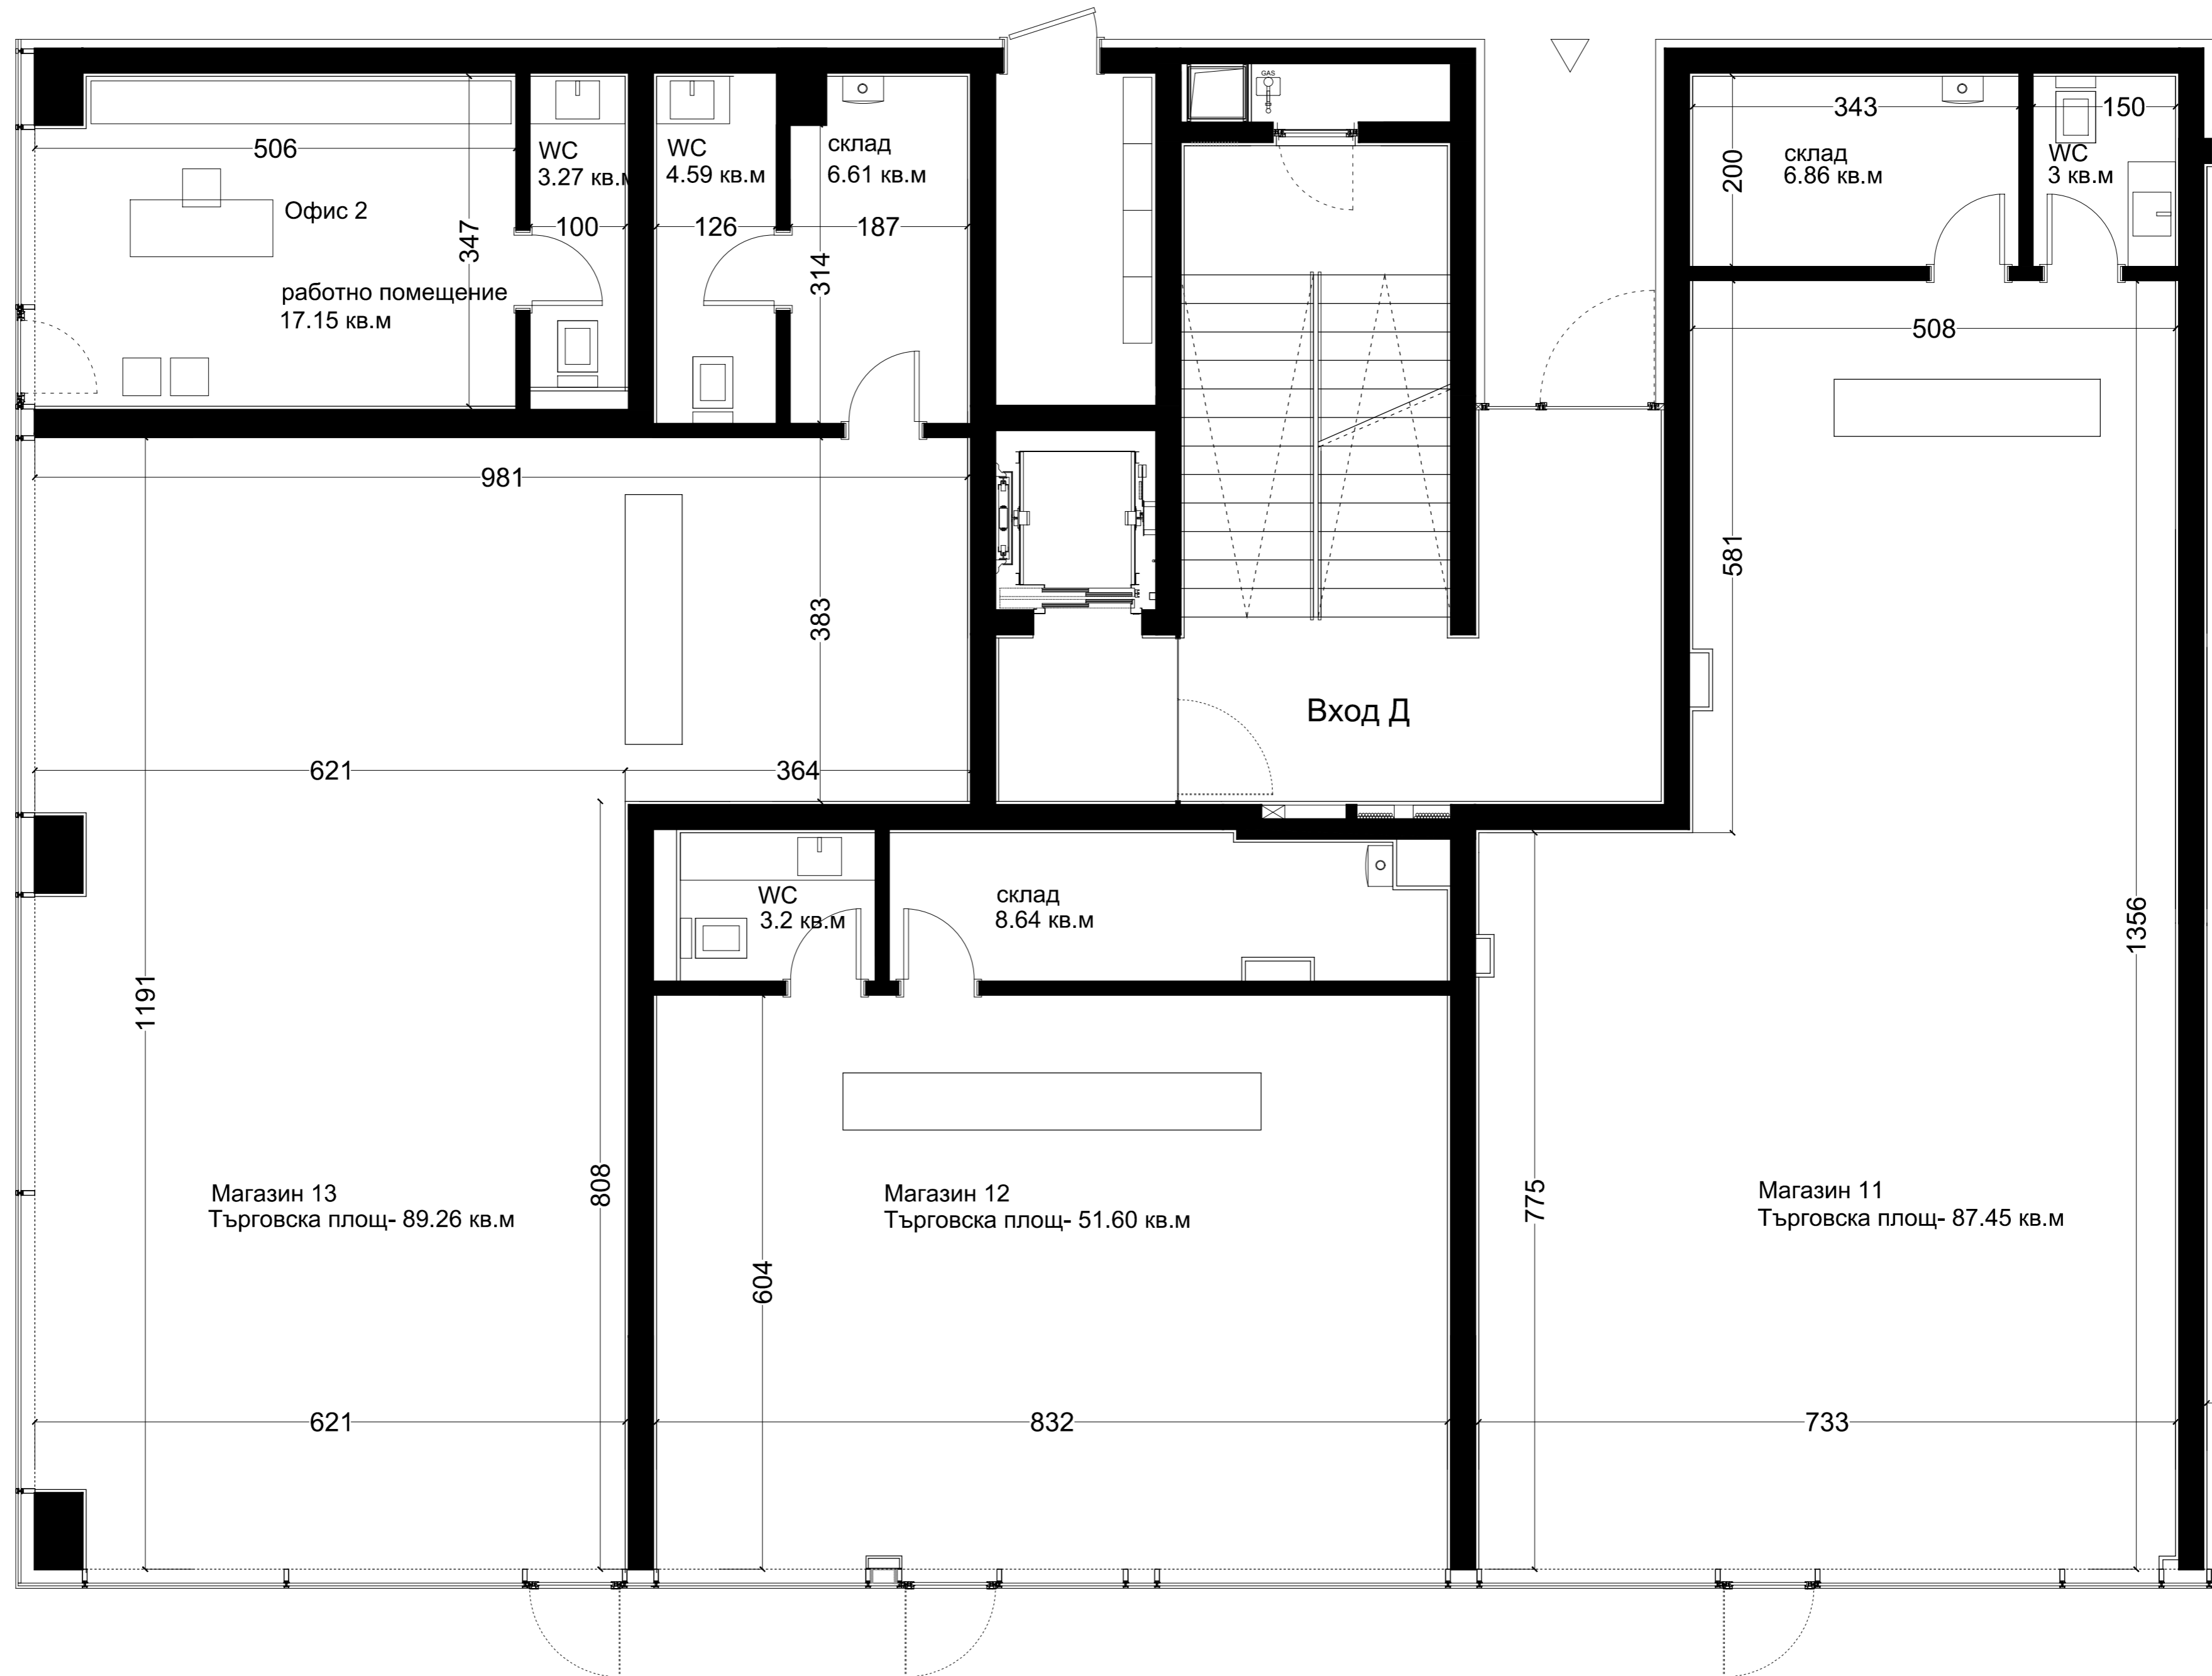 GAS
506
347
Офис 2
работно помещение
17.15 кв.м
WC
3.27 кв.м
100
WC
4.59 кв.м
126
склад
6.61 кв.м
187
314
343
200
склад
6.86 кв.м
150
WC
3 кв.м
508
981
383
581
621
364
Вход Д
WC
3.2 кв.м
склад
8.64 кв.м
1356
1191
808
Магазин 13
Търговска площ- 89.26 кв.м
604
Магазин 12
Търговска площ- 51.60 кв.м
775
Магазин 11
Търговска площ- 87.45 кв.м
621
832
733